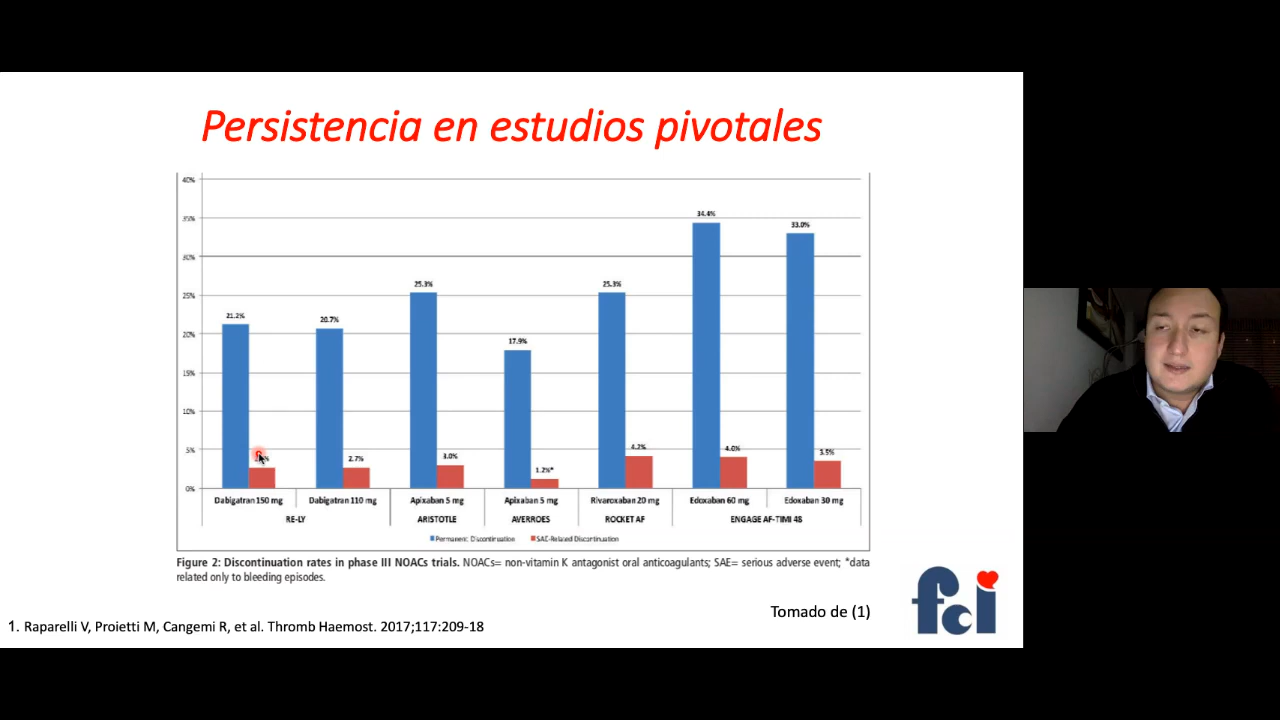 Persistencia en estudios pivotales
40%
35%
30%
25%
20%
15%
10%
5%
0%
21.2%
20.7%
2.7%
25.3%
3.0%
17.9%
1.2%*
25.3%
4.2%
34.4%
4.0%
33.0%
3.5%
Dabigatran 150 mg Dabigatran 110 mg Apixaban 5 mg Apixaban 5 mg Rivaroxaban 20 mg Edoxaban 60 mg Edoxaban 30 mg
RE-LY ARISTOTLE AVERROES ROCKET AF ENGAGE AF-TIMI 48
Permanent Discontinuation SAE-Related Discontinuation
Figure 2: Discontinuation rates in phase III NOACs trials. NOACs= non-vitamin K antagonist oral anticoagulants; SAE= serious adverse event; *data
related only to bleeding episodes.
Tomado de (1)
1. Raparelli V, Proietti M, Cangemi R, et al. Thromb Haemost. 2017;117:209-18
fci